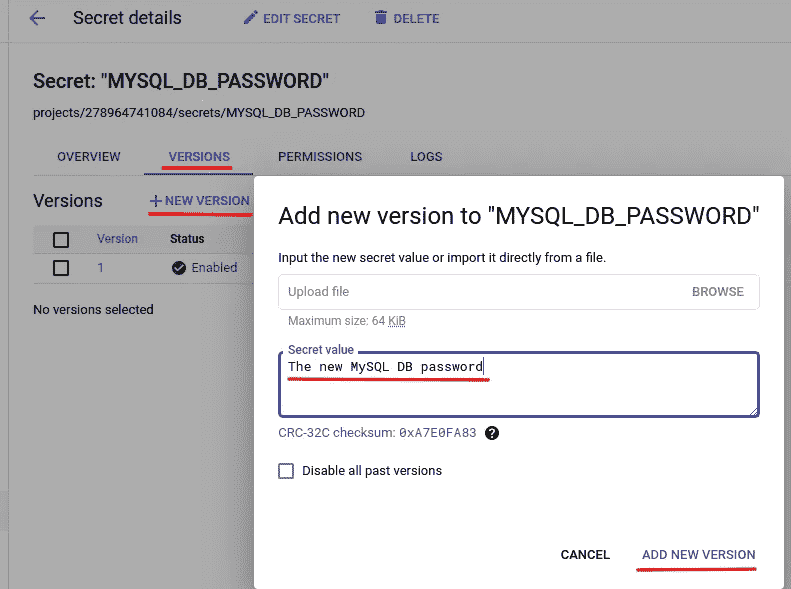 Secret details EDIT SECRET DELETE
Secret: "MYSQL_DB_PASSWORD"
projects/278964741084/secrets/MYSQL_DB_PASSWORD
OVERVIEW VERSIONS PERMISSIONS LOGS
Versions NEW VERSION
Version Status
1 Enabled
No versions selected
Add new version to "MYSQL_DB_PASSWORD"
Input the new secret value or import it directly from a file.
Upload file BROWSE
Maximum size: 64 KiB
Secret value
The new MySQL DB password
CRC-32C checksum: 0xA7E0FA83 ?
Disable all past versions
CANCEL ADD NEW VERSION